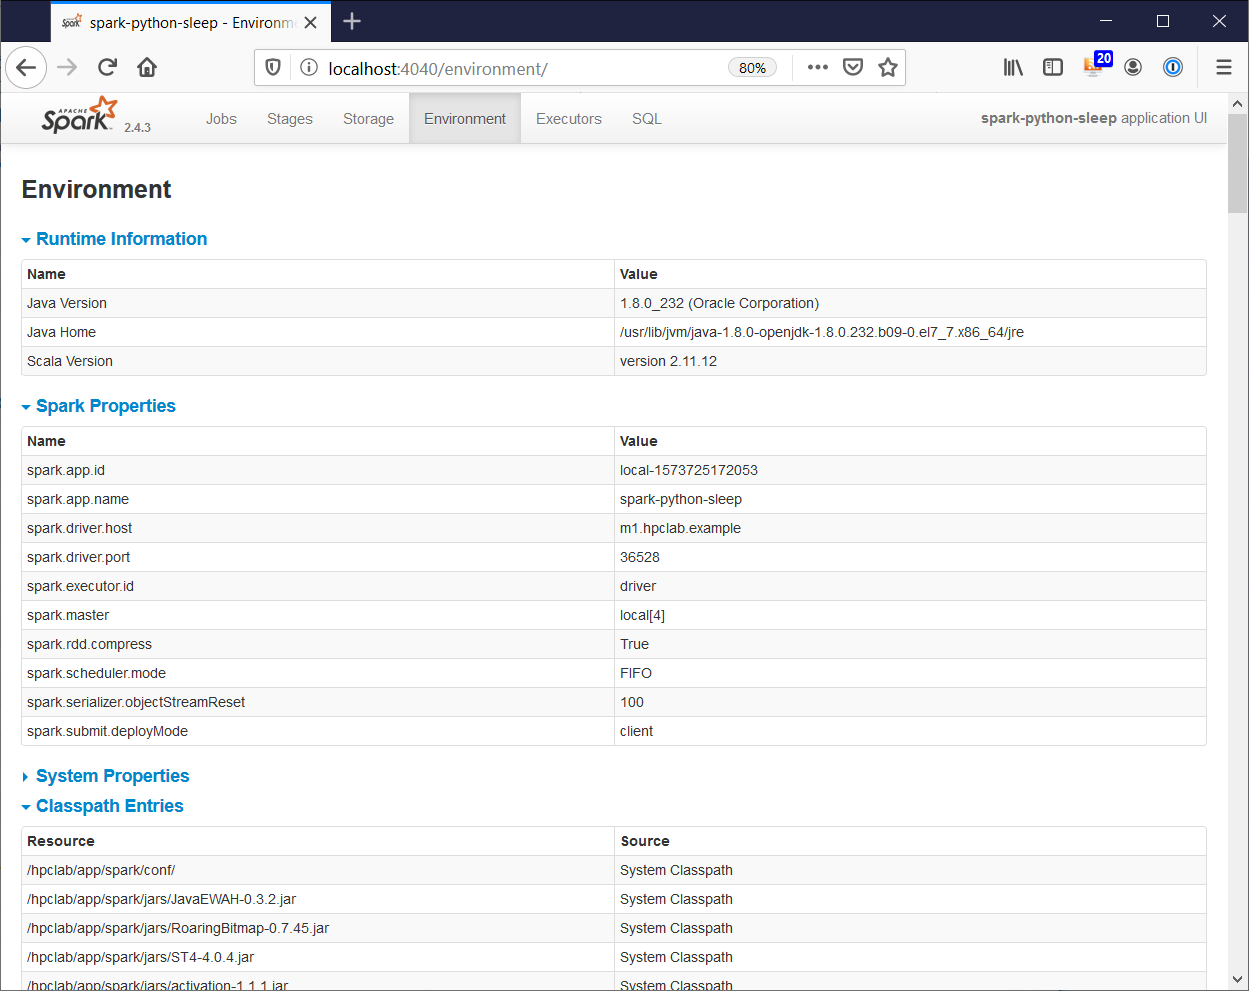 spark-python-sleep - Environme
localhost:4040/environment/
80%
20
APACHE
Spark 2.4.3
Jobs Stages Storage Environment Executors SQL
spark-python-sleep application UI
Environment
Runtime Information
Name Value
Java Version 1.8.0_232 (Oracle Corporation)
Java Home /usr/lib/jvm/java-1.8.0-openjdk-1.8.0.232.b09-0.el7_7.x86_64/jre
Scala Version version 2.11.12
Spark Properties
Name Value
spark.app.id local-1573725172053
spark.app.name spark-python-sleep
spark.driver.host m1.hpclab.example
spark.driver.port 36528
spark.executor.id driver
spark.master local[4]
spark.rdd.compress True
spark.scheduler.mode FIFO
spark.serializer.objectStreamReset 100
spark.submit.deployMode client
System Properties
Classpath Entries
Resource Source
/hpclab/app/spark/conf/ System Classpath
/hpclab/app/spark/jars/JavaEWAH-0.3.2.jar System Classpath
/hpclab/app/spark/jars/RoaringBitmap-0.7.45.jar System Classpath
/hpclab/app/spark/jars/ST4-4.0.4.jar System Classpath
/hpclab/app/spark/jars/activation-1.1.1.jar System Classpath